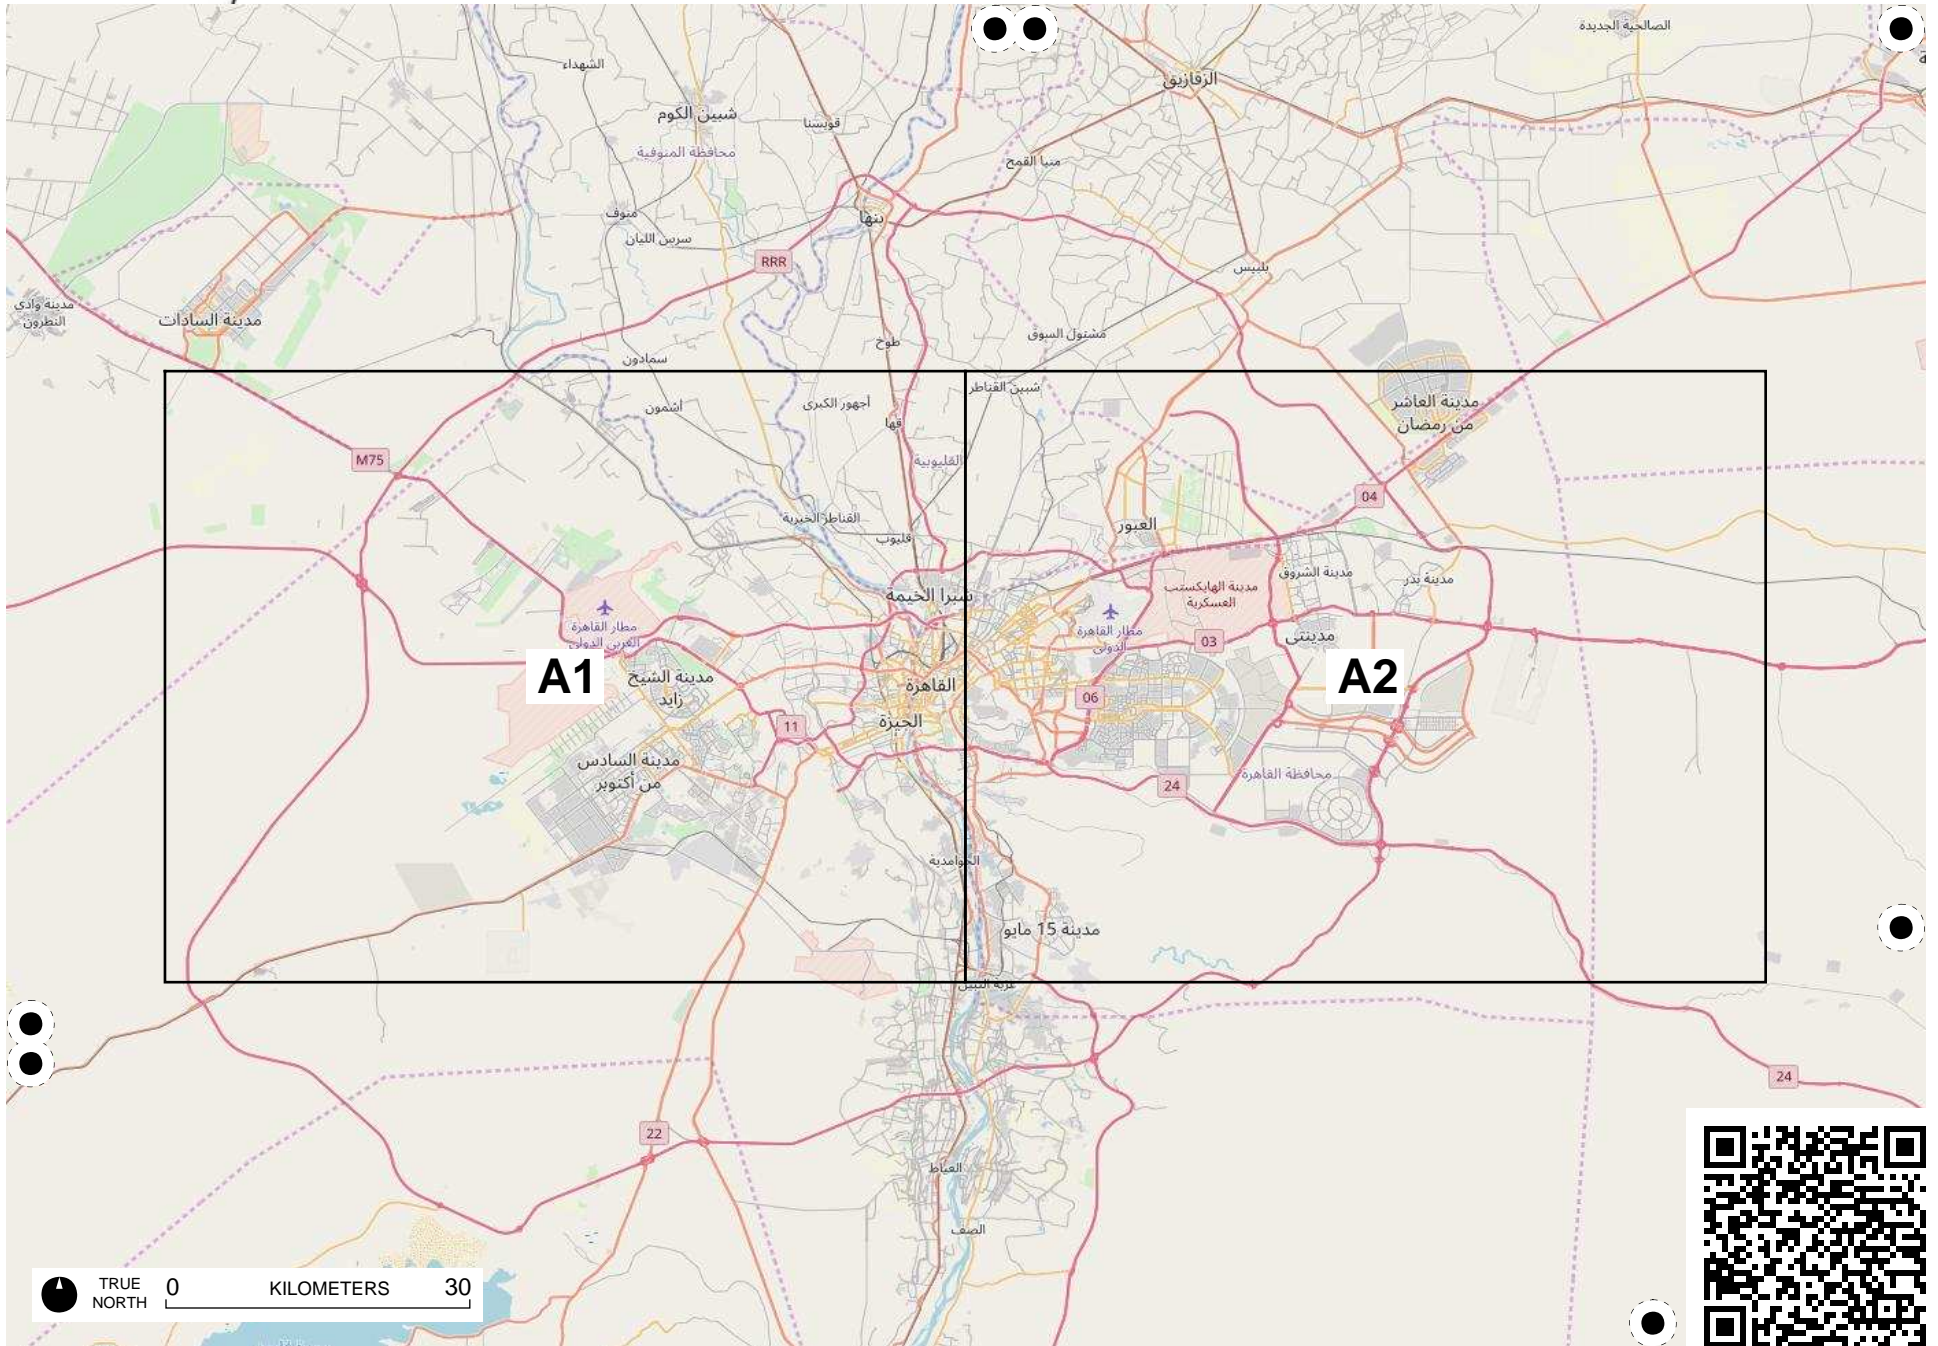 الصالحية الجديدة
الشهداء
الزقازيق
شبين الكوم
قويسنا
محافظة المنوفية
منيا القمح
منوف
بنها
سرس الليان
RRR
بلبيس
مدينة وادي
النطرون
مدينة السادات
مشتول السوق
طوخ
سمادون
شبين القناطر
أشمون
أجهور الكبرى
مدينة العاشر
من رمضان
قها
M75
القليوبية
04
القناطر الخيرية
العبور
قليوب
مدينة الشروق
مدينة بدر
شبرا الخيمة
مدينة الهايكستب
العسكرية
مطار القاهرة
الغربي الدولي
مطار القاهرة
الدولي
03
مدينتي
A1
A2
مدينة الشيخ
زايد
القاهرة
06
الجيزة
11
مدينة السادس
من أكتوبر
محافظة القاهرة
24
الحوامدية
مدينة 15 مايو
24
22
العياط
الصف
TRUE
NORTH
0
KILOMETERS
30